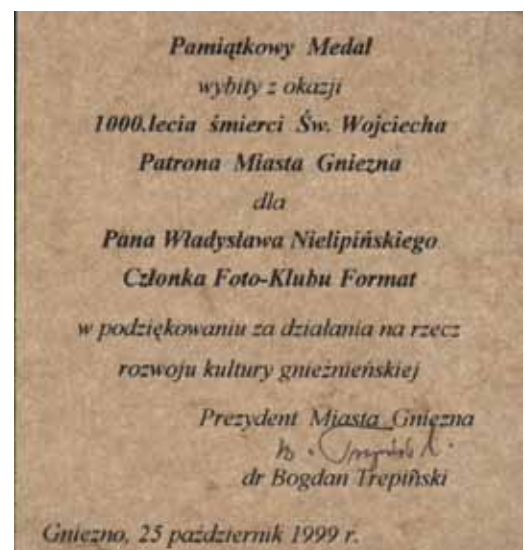 Pamiątkowy Medal
wybity z okazji
1000.lecia śmierci Św. Wojciecha
Patrona Miasta Gniezna
dla
Pana Władysława Nielipińskiego
Członka Foto-Klubu Format
w podziękowaniu za działania na rzecz
rozwoju kultury gnieźnieńskiej
Prezydent Miasta Gniezna
dr Bogdan Trepiński
Gniezno, 25 październik 1999 r.